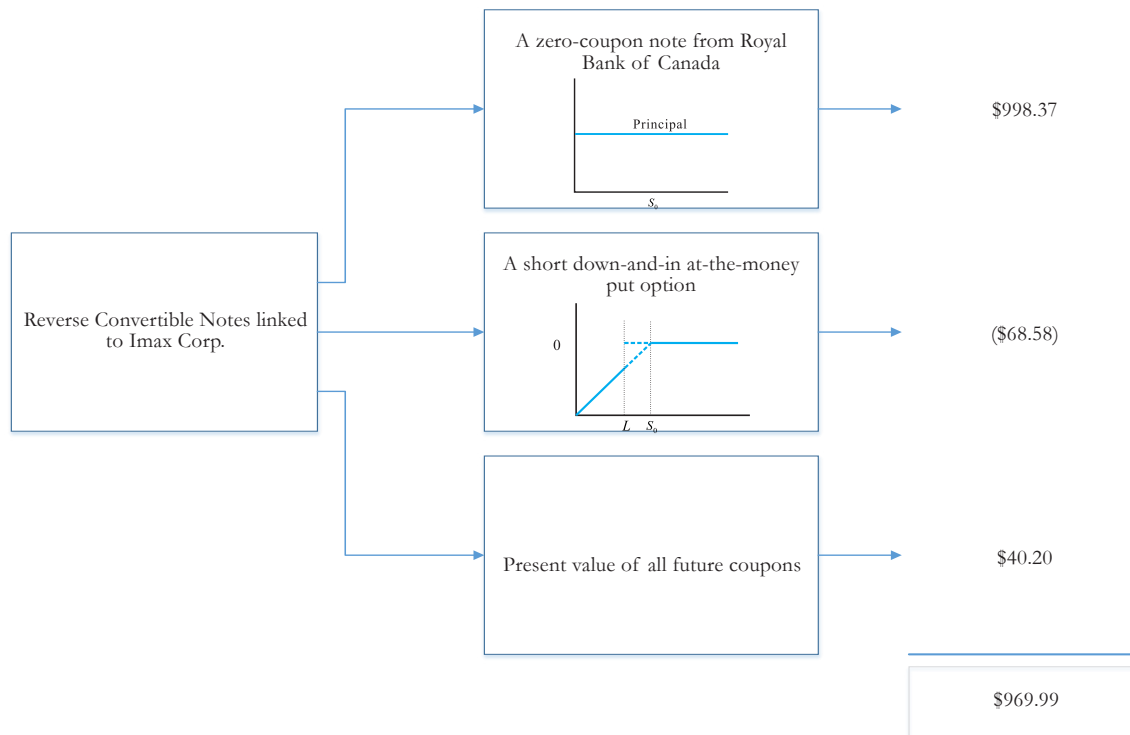 A zero-coupon note from Royal
Bank of Canada
Principal
S₀
$998.37
Reverse Convertible Notes linked
to Imax Corp.
A short down-and-in at-the-money
put option
0
L S₀
($68.58)
Present value of all future coupons
$40.20
$969.99